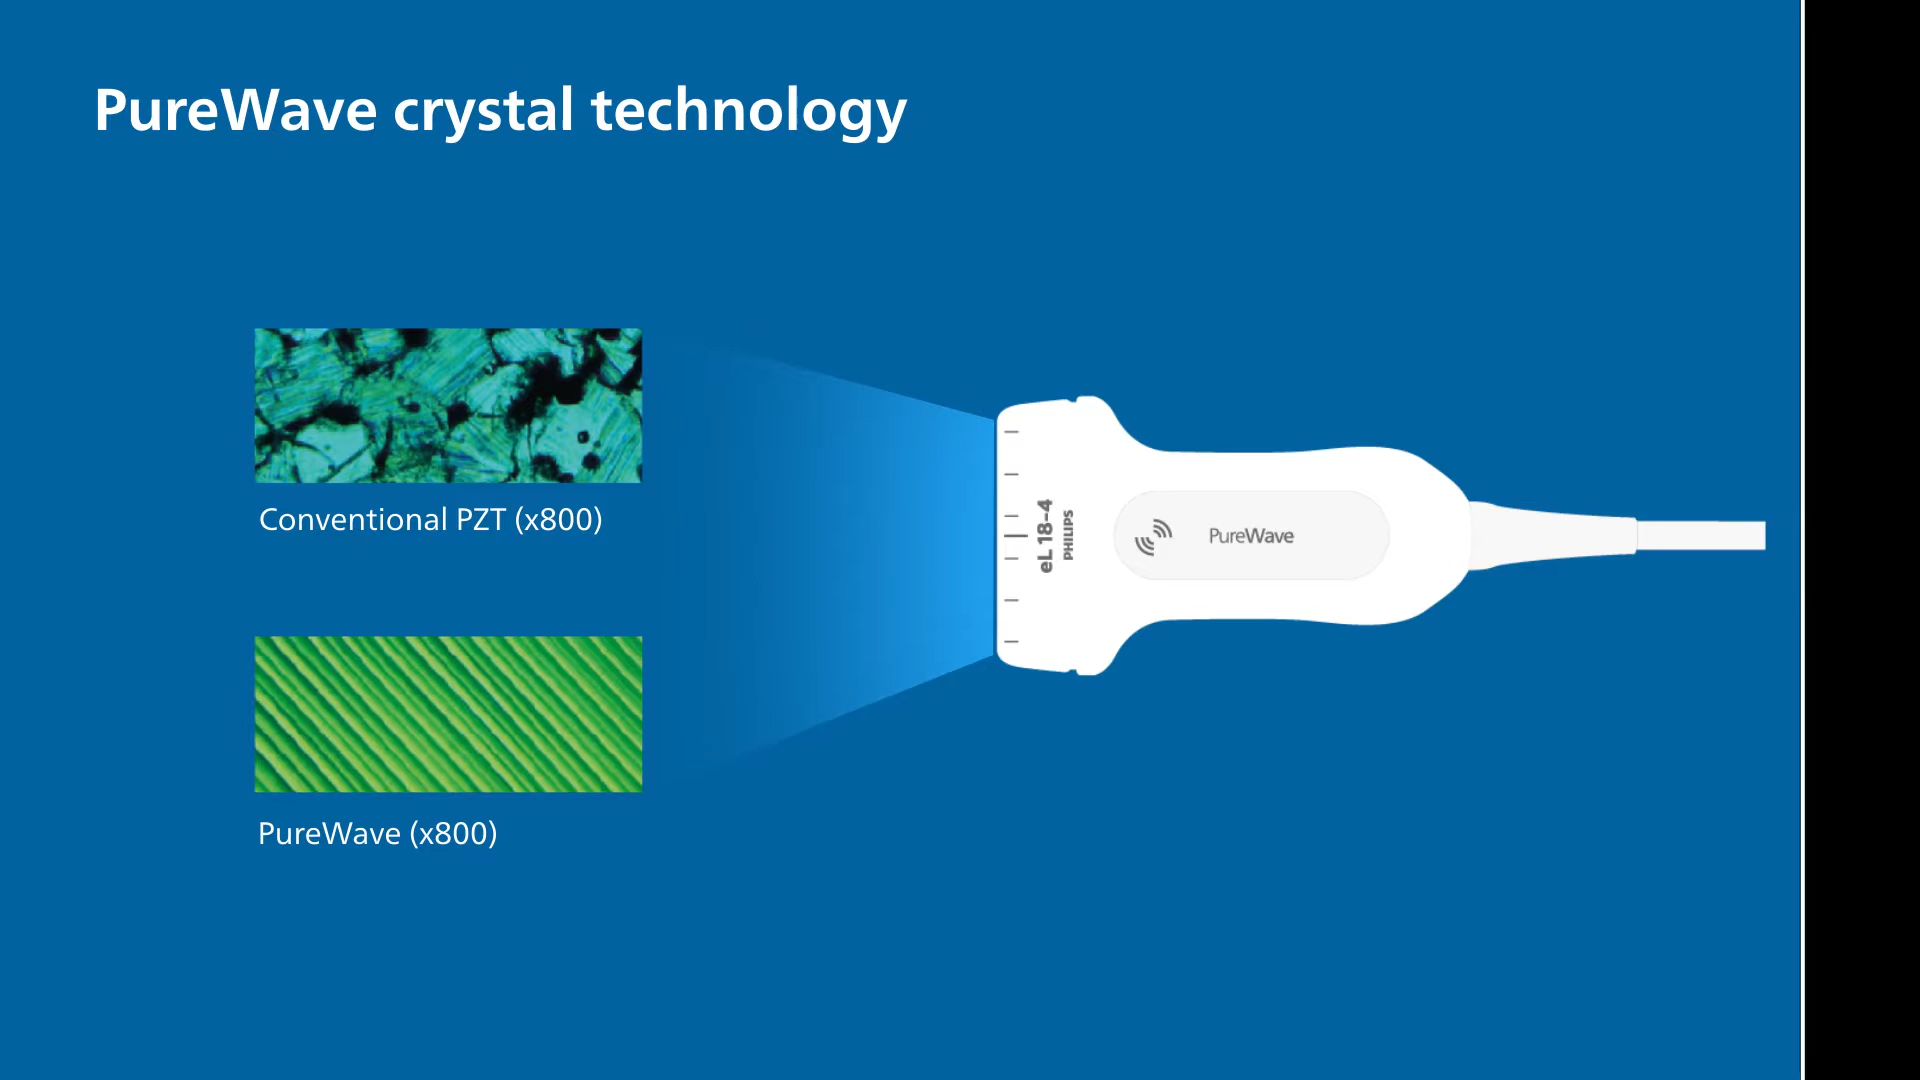 PureWave crystal technology
Conventional PZT (x800)
PureWave (x800)
eL 18-4
PHILIPS
PureWave